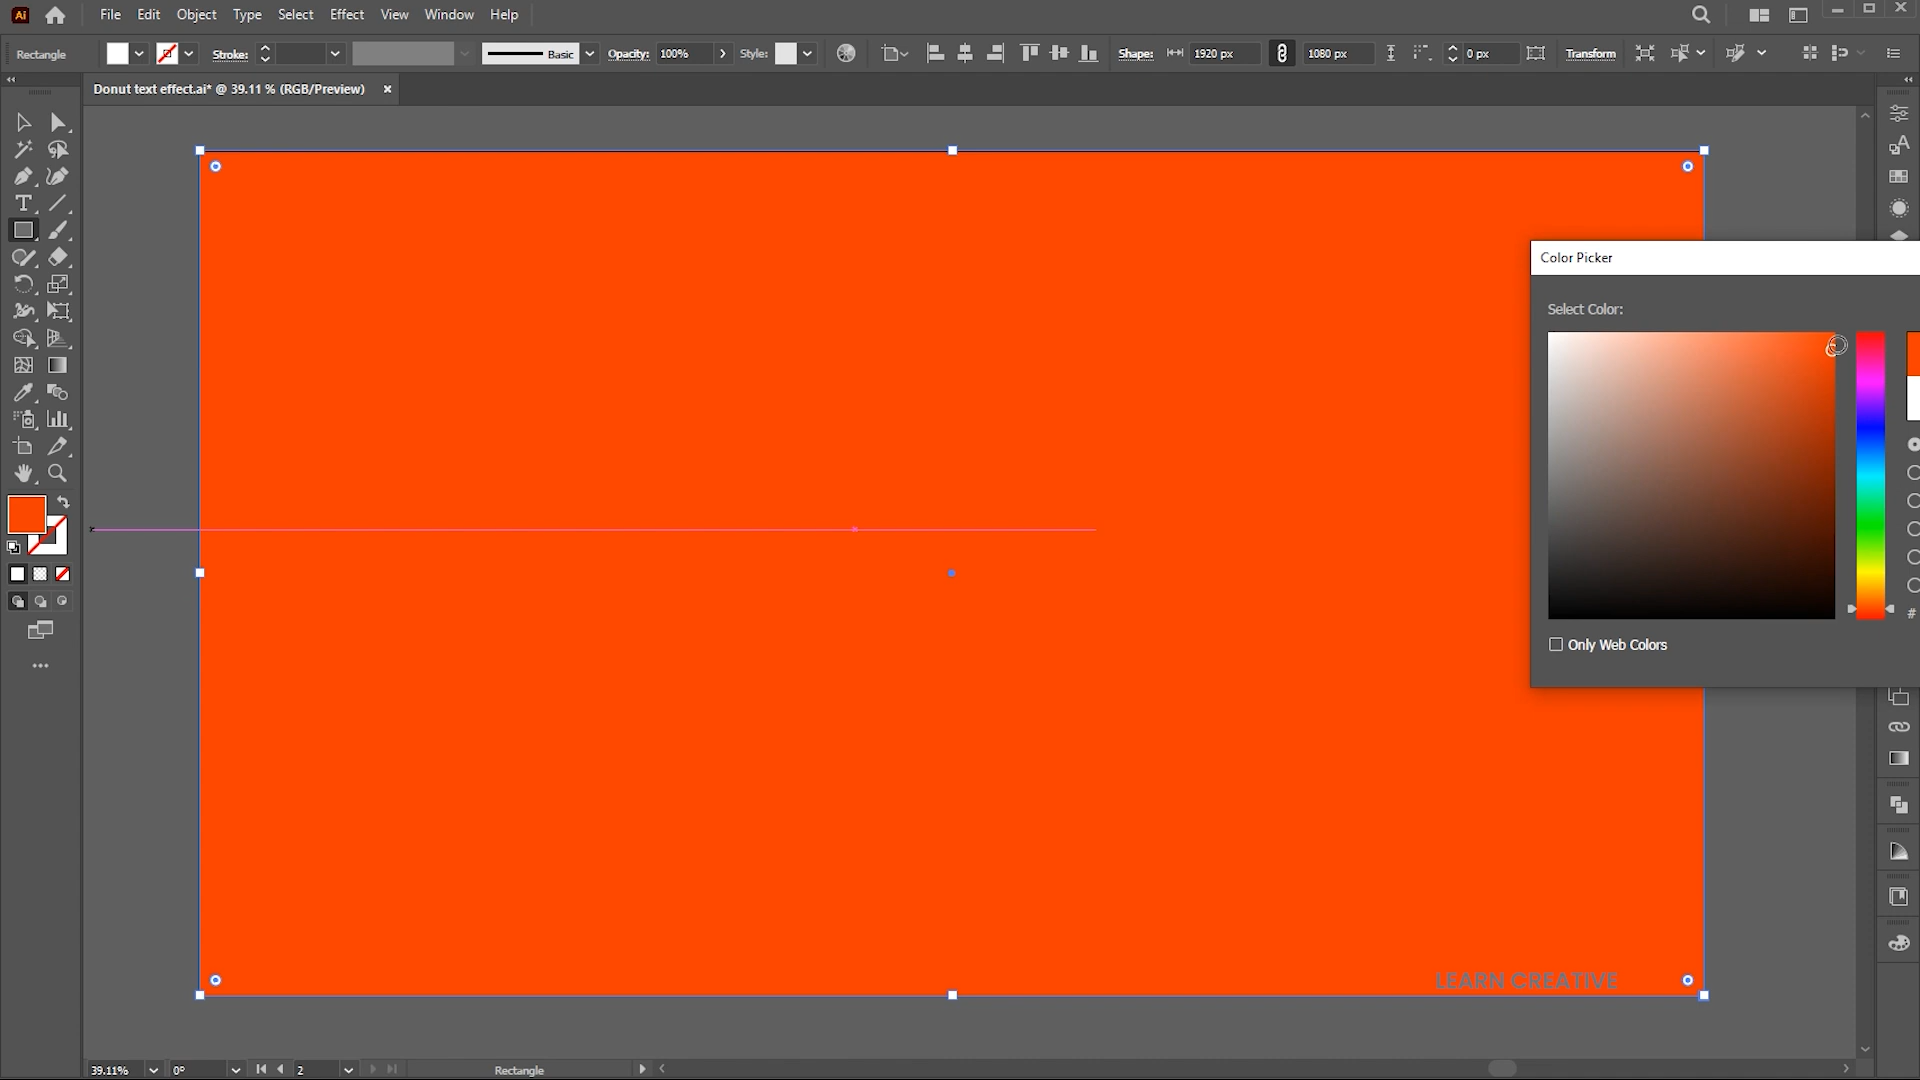 Ai File Edit Object Type Select Effect View Window Help
Rectangle Stroke: Basic Opacity: 100% Style: Shape: 1920 px 1080 px 0 px Transform
Donut text effect.ai* @ 39.11 % (RGB/Preview) ×
Color Picker
Select Color:
#
Only Web Colors
LEARN CREATIVE
39.11% 0° 2 Rectangle